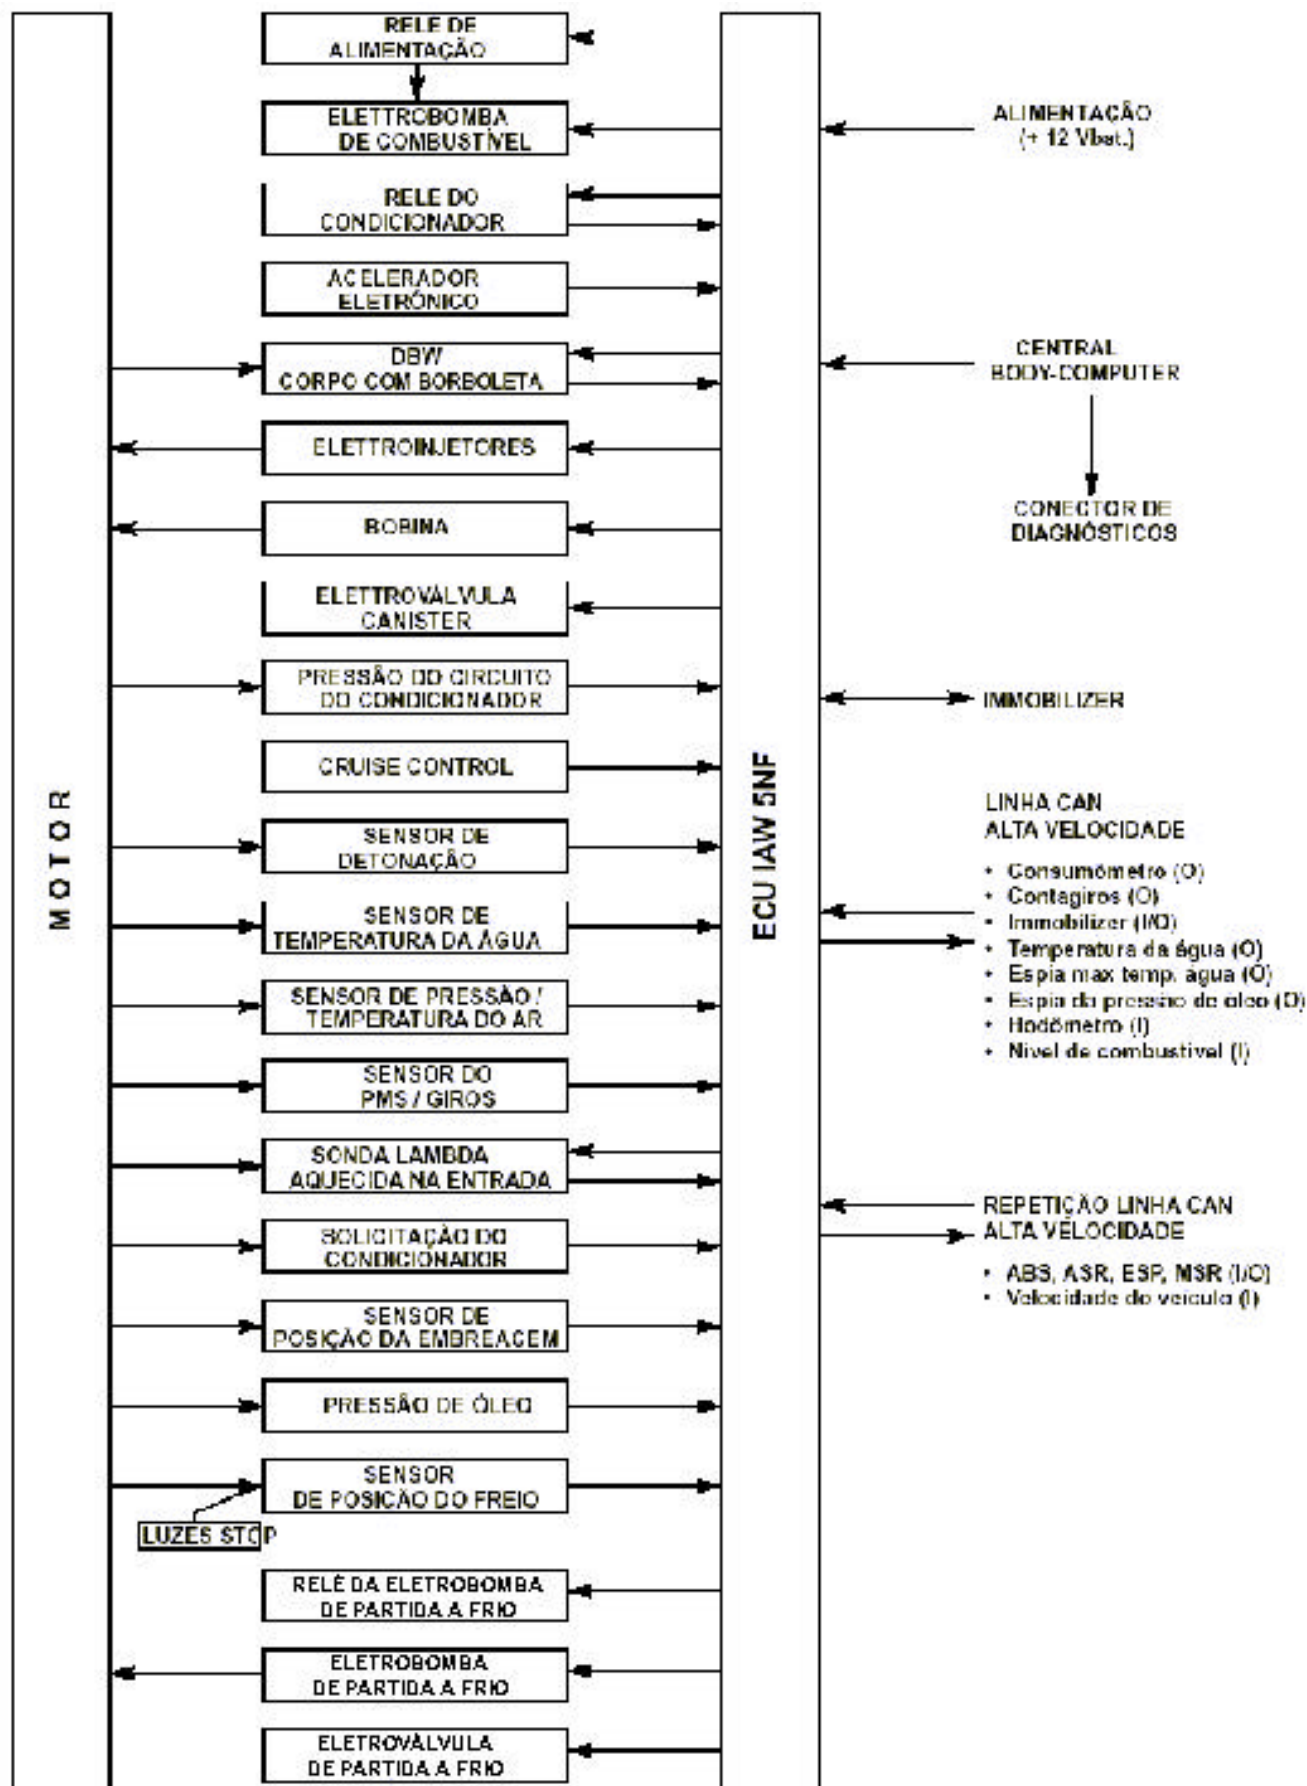 RELE DE
ALIMENTAÇÃO
ELETTROBOMBA
DE COMBUSTÍVEL
RELE DO
CONDICIONADOR
ACELERADOR
ELETRÔNICO
DBW
CORPO COM BORBOLETA
ELETTROINJETORES
BOBINA
ELETTROVÁLVULA
CANISTER
PRESSÃO DO CIRCUITO
DO CONDICIONADOR
CRUISE CONTROL
SENSOR DE
DETONAÇÃO
SENSOR DE
TEMPERATURA DA ÁGUA
SENSOR DE PRESSÃO /
TEMPERATURA DO AR
SENSOR DO
PMS / GIROS
SONDA LAMBDA
AQUECIDA NA ENTRADA
SOLICITAÇÃO DO
CONDICIONADOR
SENSOR DE
POSIÇÃO DA EMBREAGEM
PRESSÃO DE ÓLEO
SENSOR
DE POSIÇÃO DO FREIO
LUZES STOP
RELÉ DA ELETROBOMBA
DE PARTIDA A FRIO
ELETROBOMBA
DE PARTIDA A FRIO
ELETROVÁLVULA
DE PARTIDA A FRIO
MOTOR
ECU IAW 5NF
ALIMENTAÇÃO
(+ 12 Vbat.)
CENTRAL
BODY-COMPUTER
CONECTOR DE
DIAGNÓSTICOS
IMMOBILIZER
LINHA CAN
ALTA VELOCIDADE
• Consumômetro (O)
• Contagiros (O)
• Immobilizer (I/O)
• Temperatura da água (O)
• Espia max temp. água (O)
• Espia da pressão de óleo (O)
• Hodômetro (I)
• Nível de combustível (I)
REPETIÇÃO LINHA CAN
ALTA VELOCIDADE
• ABS, ASR, ESP, MSR (I/O)
• Velocidade do veículo (I)